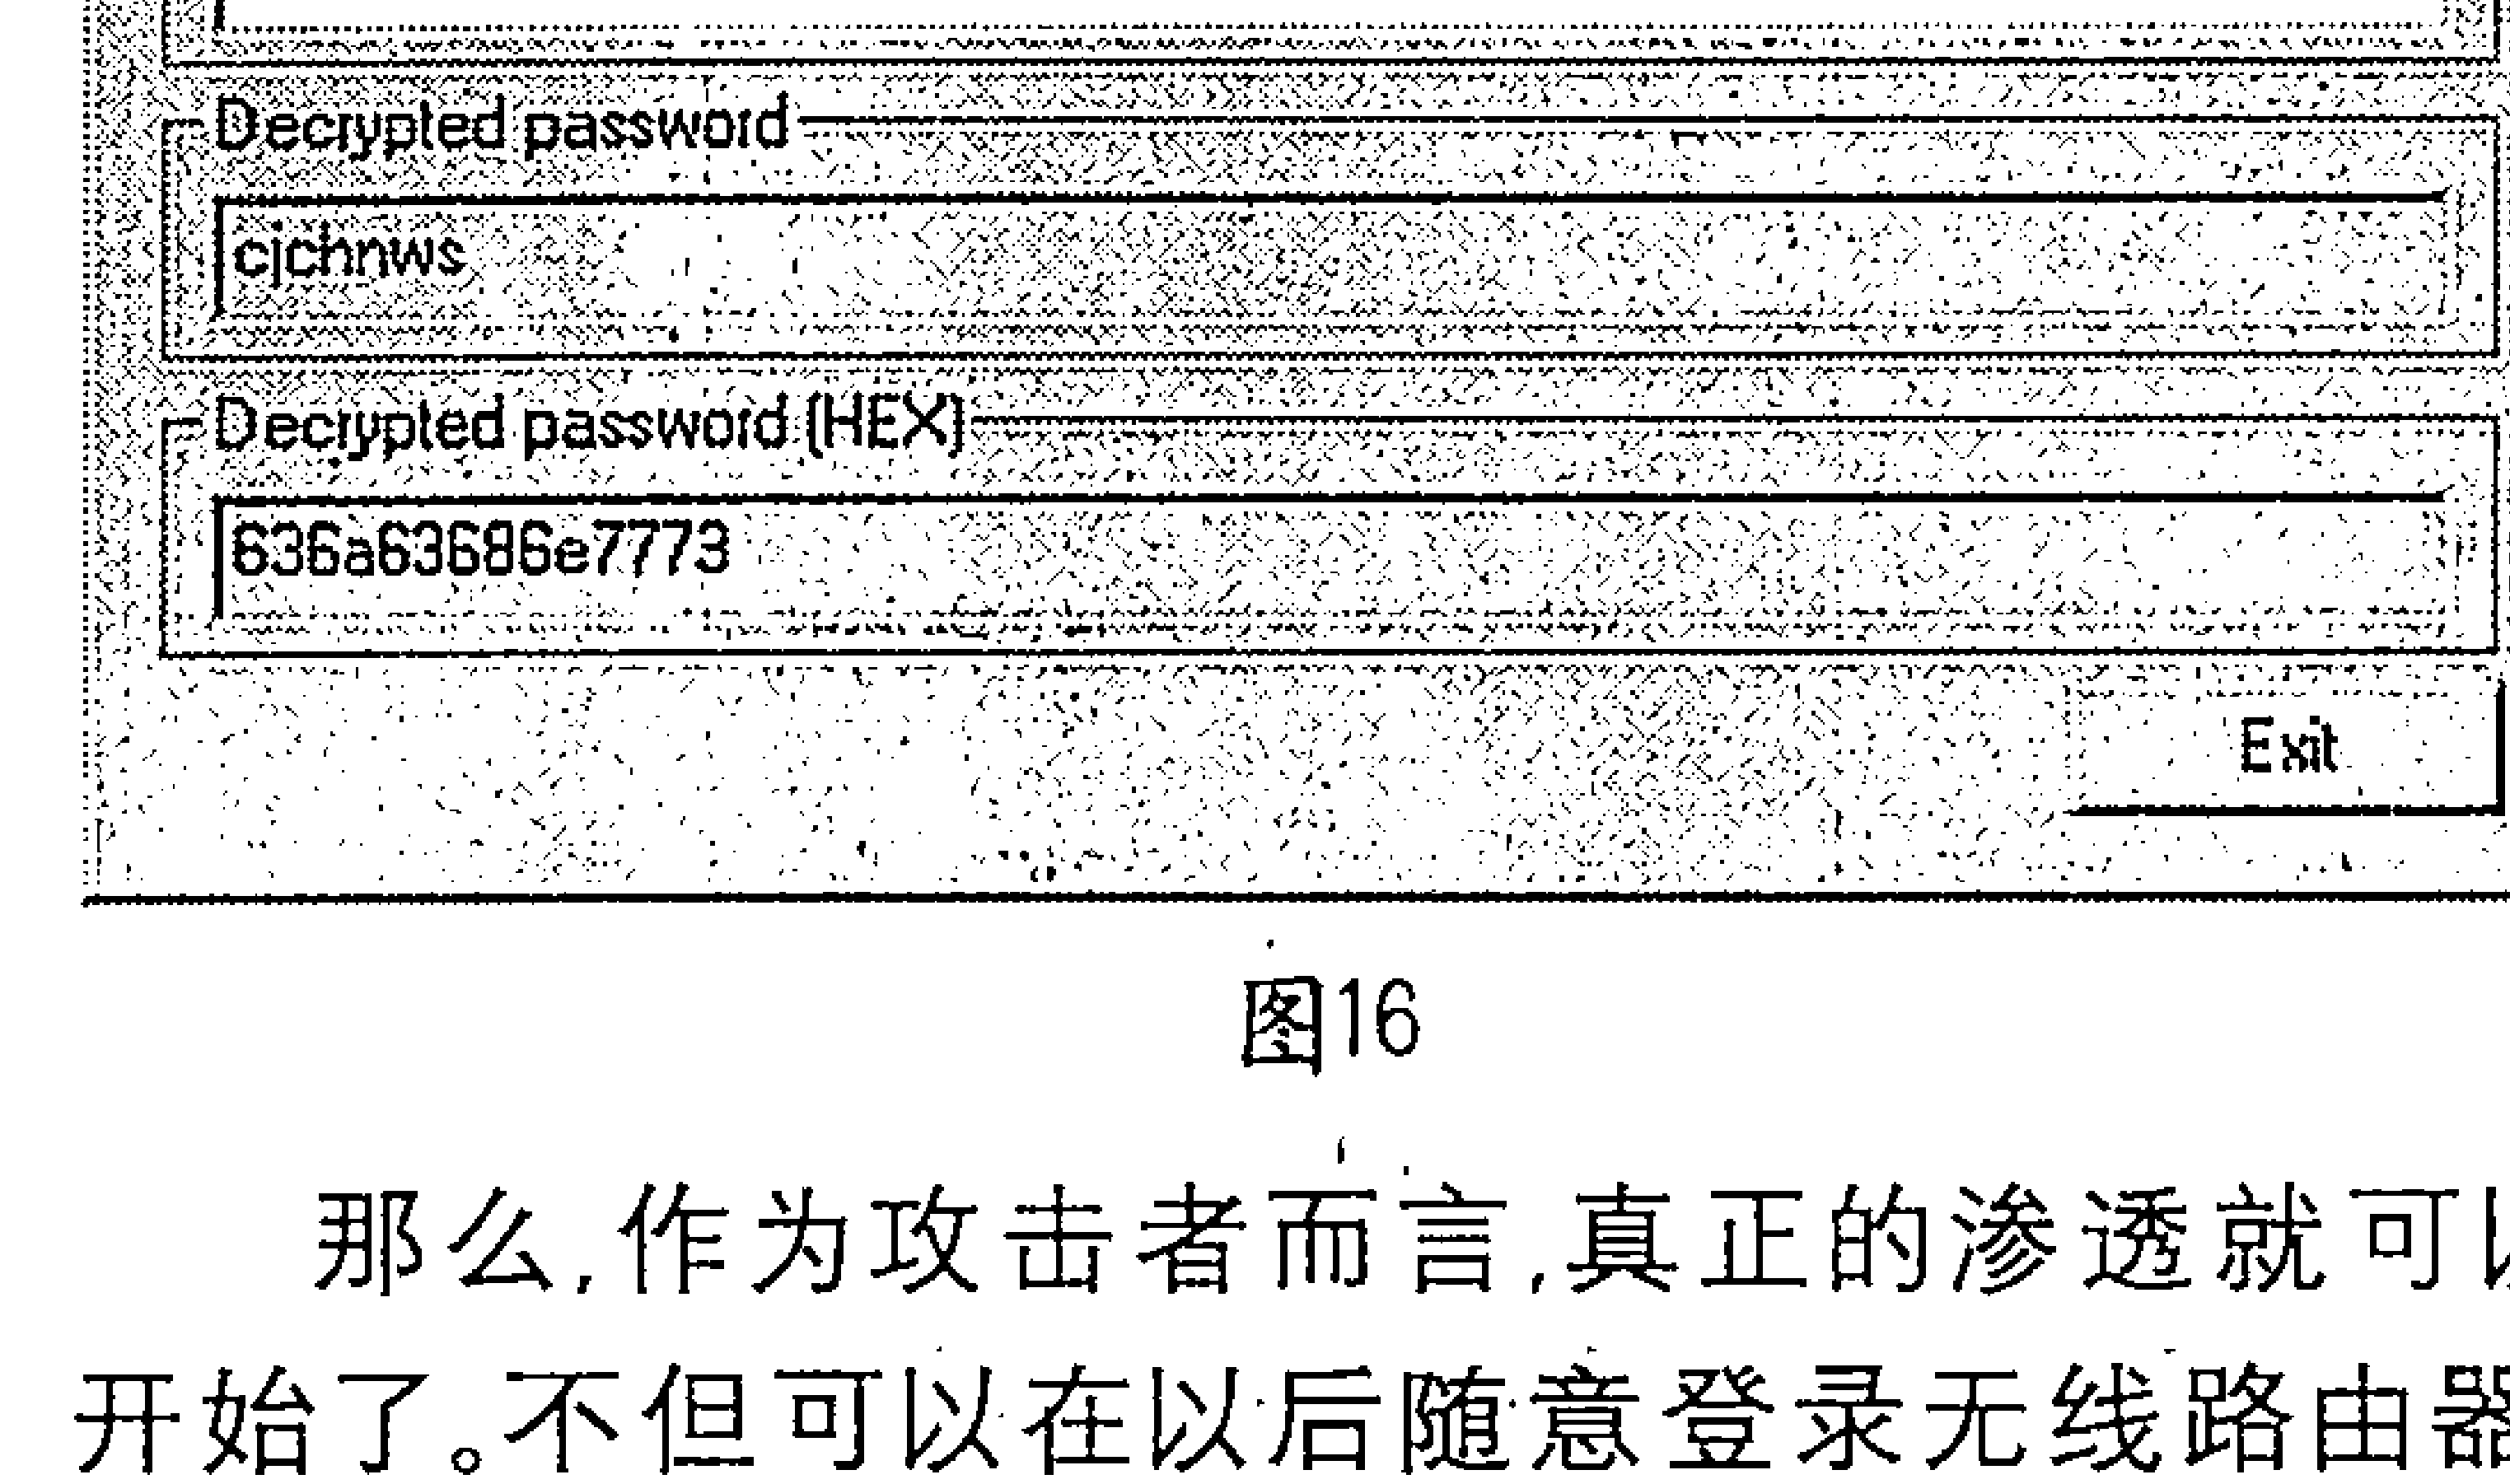 Decrypted password
cjchnws
Decrypted password (HEX)
636a63686e7773
Exit
图16
那么,作为攻击者而言,真正的渗透就可以
开始了。不但可以在以后随意登录无线路由器